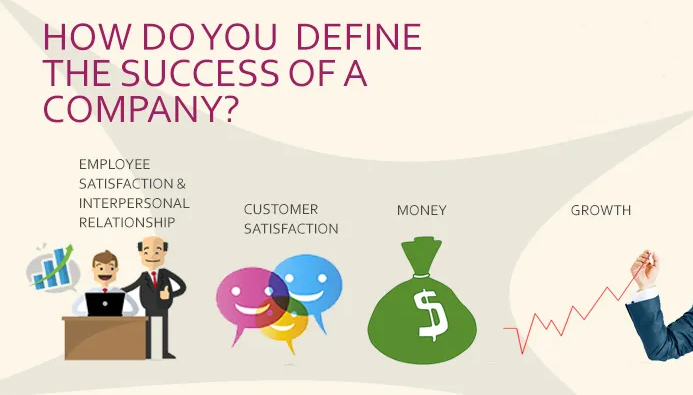 HOW DO YOU DEFINE
THE SUCCESS OF A
COMPANY?
EMPLOYEE
SATISFACTION &
INTERPERSONAL
RELATIONSHIP
CUSTOMER
SATISFACTION
MONEY
GROWTH
$